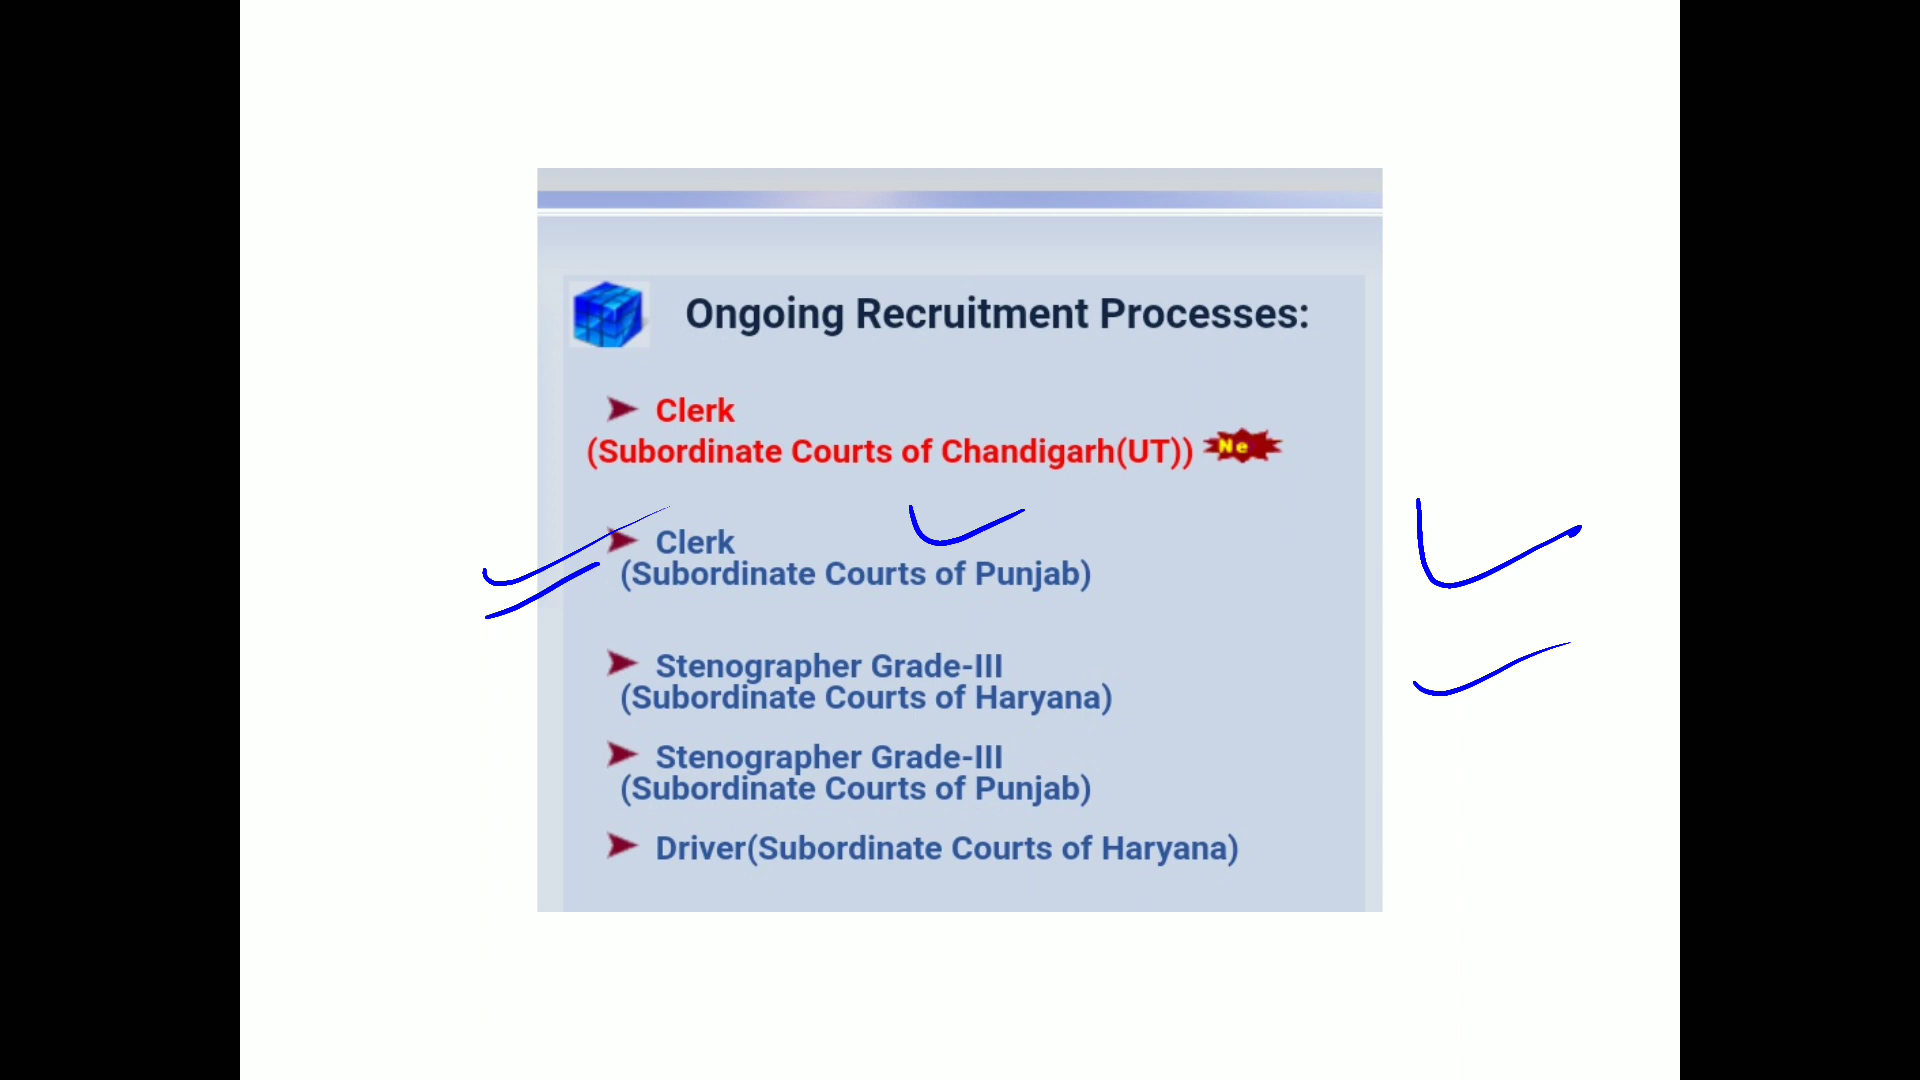 Ongoing Recruitment Processes:
Clerk
(Subordinate Courts of Chandigarh(UT)) Ne
Clerk
(Subordinate Courts of Punjab)
Stenographer Grade-III
(Subordinate Courts of Haryana)
Stenographer Grade-III
(Subordinate Courts of Punjab)
Driver(Subordinate Courts of Haryana)